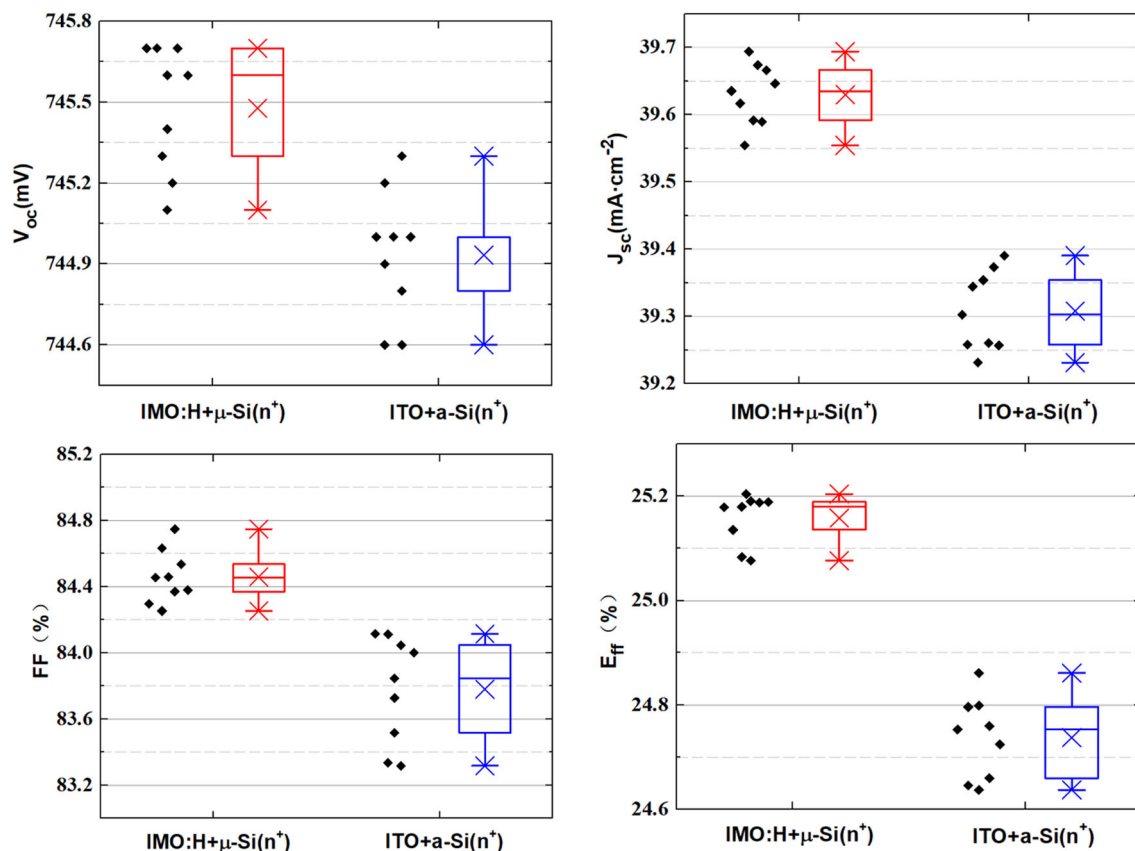 745.8
745.5
745.2
744.9
744.6
V_oc(mV)
IMO:H+μ-Si(n⁺)
ITO+a-Si(n⁺)
39.7
39.6
39.5
39.4
39.3
39.2
J_sc(mA·cm⁻²)
IMO:H+μ-Si(n⁺)
ITO+a-Si(n⁺)
85.2
84.8
84.4
84.0
83.6
83.2
FF（%）
IMO:H+μ-Si(n⁺)
ITO+a-Si(n⁺)
25.2
25.0
24.8
24.6
E_ff（%）
IMO:H+μ-Si(n⁺)
ITO+a-Si(n⁺)